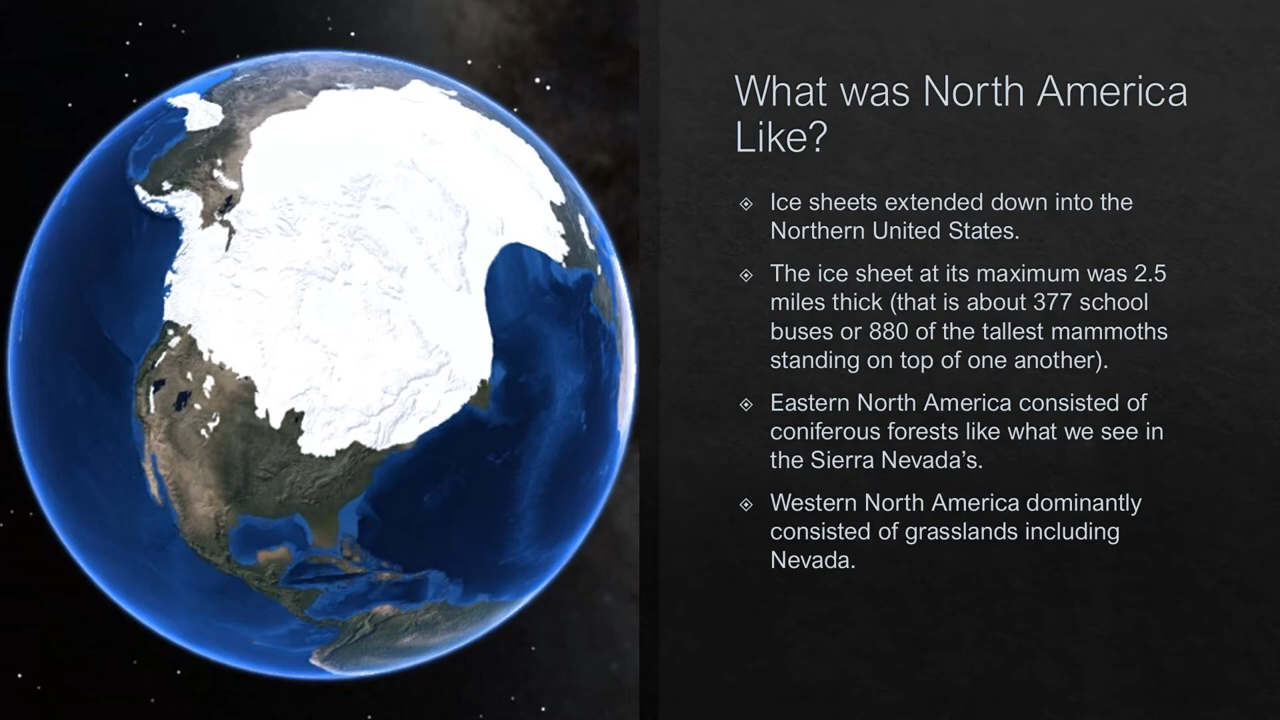 What was North America
Like?
Ice sheets extended down into the
Northern United States.
The ice sheet at its maximum was 2.5
miles thick (that is about 377 school
buses or 880 of the tallest mammoths
standing on top of one another).
Eastern North America consisted of
coniferous forests like what we see in
the Sierra Nevada’s.
Western North America dominantly
consisted of grasslands including
Nevada.